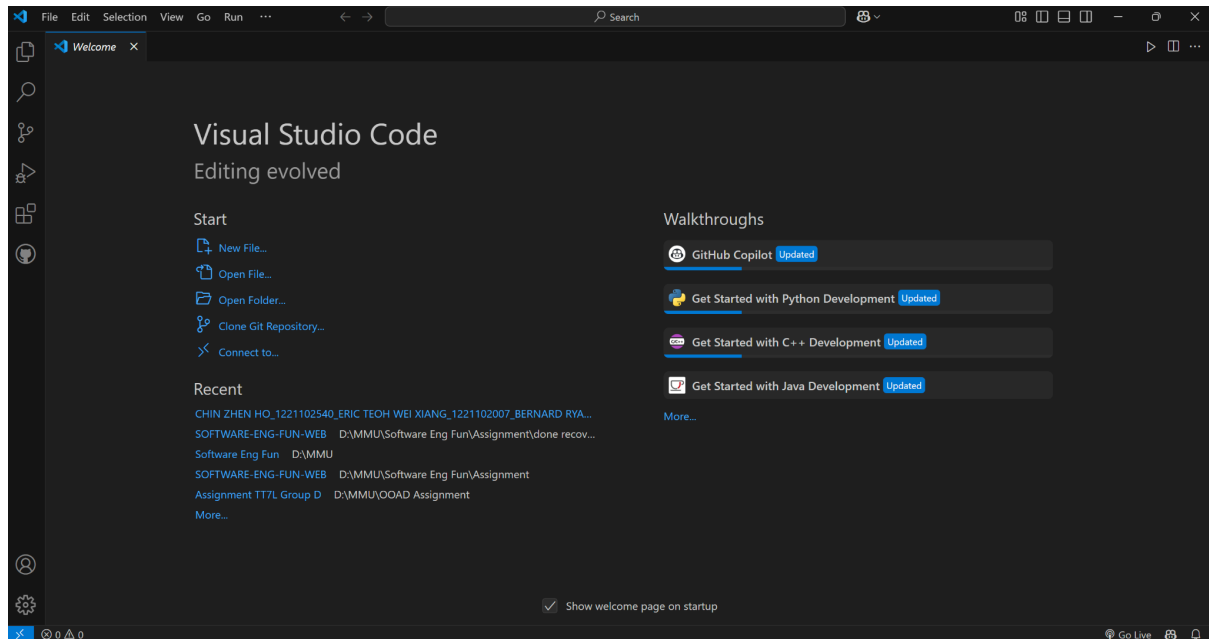 File Edit Selection View Go Run ··· Search
Welcome
Visual Studio Code
Editing evolved
Start
New File...
Open File...
Open Folder...
Clone Git Repository...
Connect to...
Recent
CHIN ZHEN HO_1221102540_ERIC TEOH WEI XIANG_1221102007_BERNARD RYA...
SOFTWARE-ENG-FUN-WEB D:\MMU\Software Eng Fun\Assignment\done recov...
Software Eng Fun D:\MMU
SOFTWARE-ENG-FUN-WEB D:\MMU\Software Eng Fun\Assignment
Assignment TT7L Group D D:\MMU\OOAD Assignment
More...
Walkthroughs
GitHub Copilot Updated
Get Started with Python Development Updated
Get Started with C++ Development Updated
Get Started with Java Development Updated
More...
Show welcome page on startup
0 0 Go Live